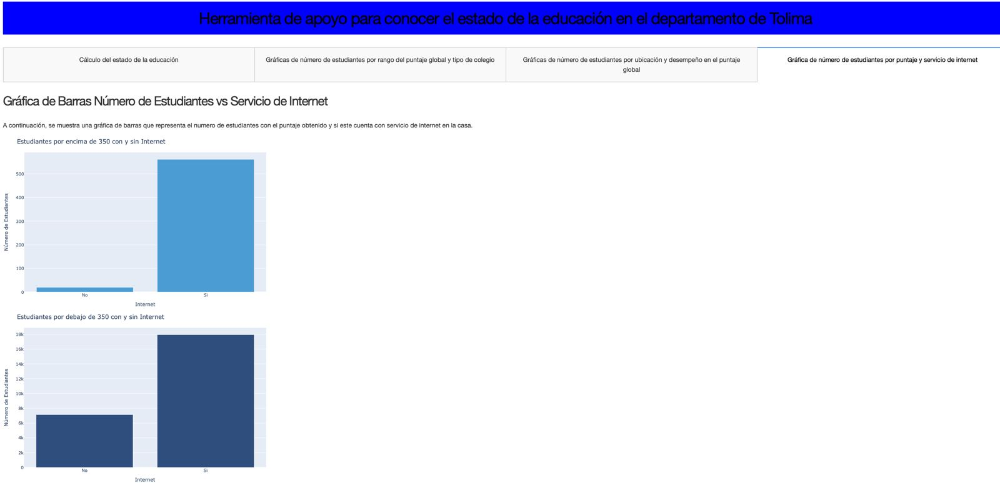 Herramienta de apoyo para conocer el estado de la educación en el departamento de Tolima
Cálculo del estado de la educación
Gráficas de número de estudiantes por rango del puntaje global y tipo de colegio
Gráficas de número de estudiantes por ubicación y desempeño en el puntaje
global
Gráfica de número de estudiantes por puntaje y servicio de internet
Gráfica de Barras Número de Estudiantes vs Servicio de Internet
A continuación, se muestra una gráfica de barras que representa el numero de estudiantes con el puntaje obtenido y si este cuenta con servicio de internet en la casa.
Estudiantes por encima de 350 con y sin Internet
Número de Estudiantes
500
400
300
200
100
0
No
Si
Internet
Estudiantes por debajo de 350 con y sin Internet
Número de Estudiantes
18k
16k
14k
12k
10k
8k
6k
4k
2k
0
No
Si
Internet